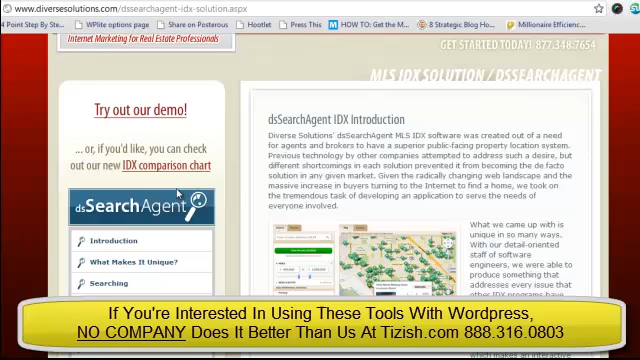 www.diversesolutions.com/dssearchagent-idx-solution.aspx
4 Point Step By Ste...
WPlite options page
Share on Posterous
Hootlet
Press This
HOW TO: Get the M...
8 Strategic Blog Ho...
Millionaire Efficienc...
Internet Marketing for Real Estate Professionals
GET STARTED TODAY! 877.348.7654
MLS IDX SOLUTION / DSSEARCHAGENT
Try out our demo!
... or, if you'd like, you can check
out our new IDX comparison chart
dsSearchAgent
Introduction
What Makes It Unique?
Searching
dsSearchAgent IDX Introduction
Diverse Solutions' dsSearchAgent MLS IDX software was created out of a need
for agents and brokers to have a superior public-facing property location system.
Previous technology by other companies attempted to address such a desire, but
different shortcomings in each solution prevented it from becoming the de facto
solution in any given market. Given the radically changing web landscape and the
massive increase in buyers turning to the Internet to find a home, we took on
the tremendous task of developing an application to serve the needs of
everyone involved.
What we came up with is
unique in so many ways.
With our detail-oriented
staff of software
engineers, we were able to
produce something that
addresses every issue that
other IDX programs have
If You're Interested In Using These Tools With Wordpress,
NO COMPANY Does It Better Than Us At Tizish.com 888.316.0803